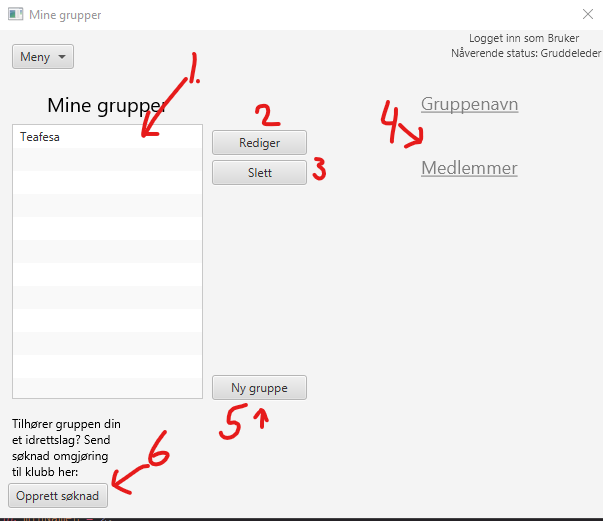 Mine grupper
Logget inn som Bruker
Meny
Nåverende status: Gruddeleder
1.
Mine grupper
2
4
Gruppenavn
Teafesa
Rediger
Slett
3
Medlemmer
Ny gruppe
5
Tilhører gruppen din
et idrettslag? Send
søknad omgjøring
til klubb her:
6
Opprett søknad